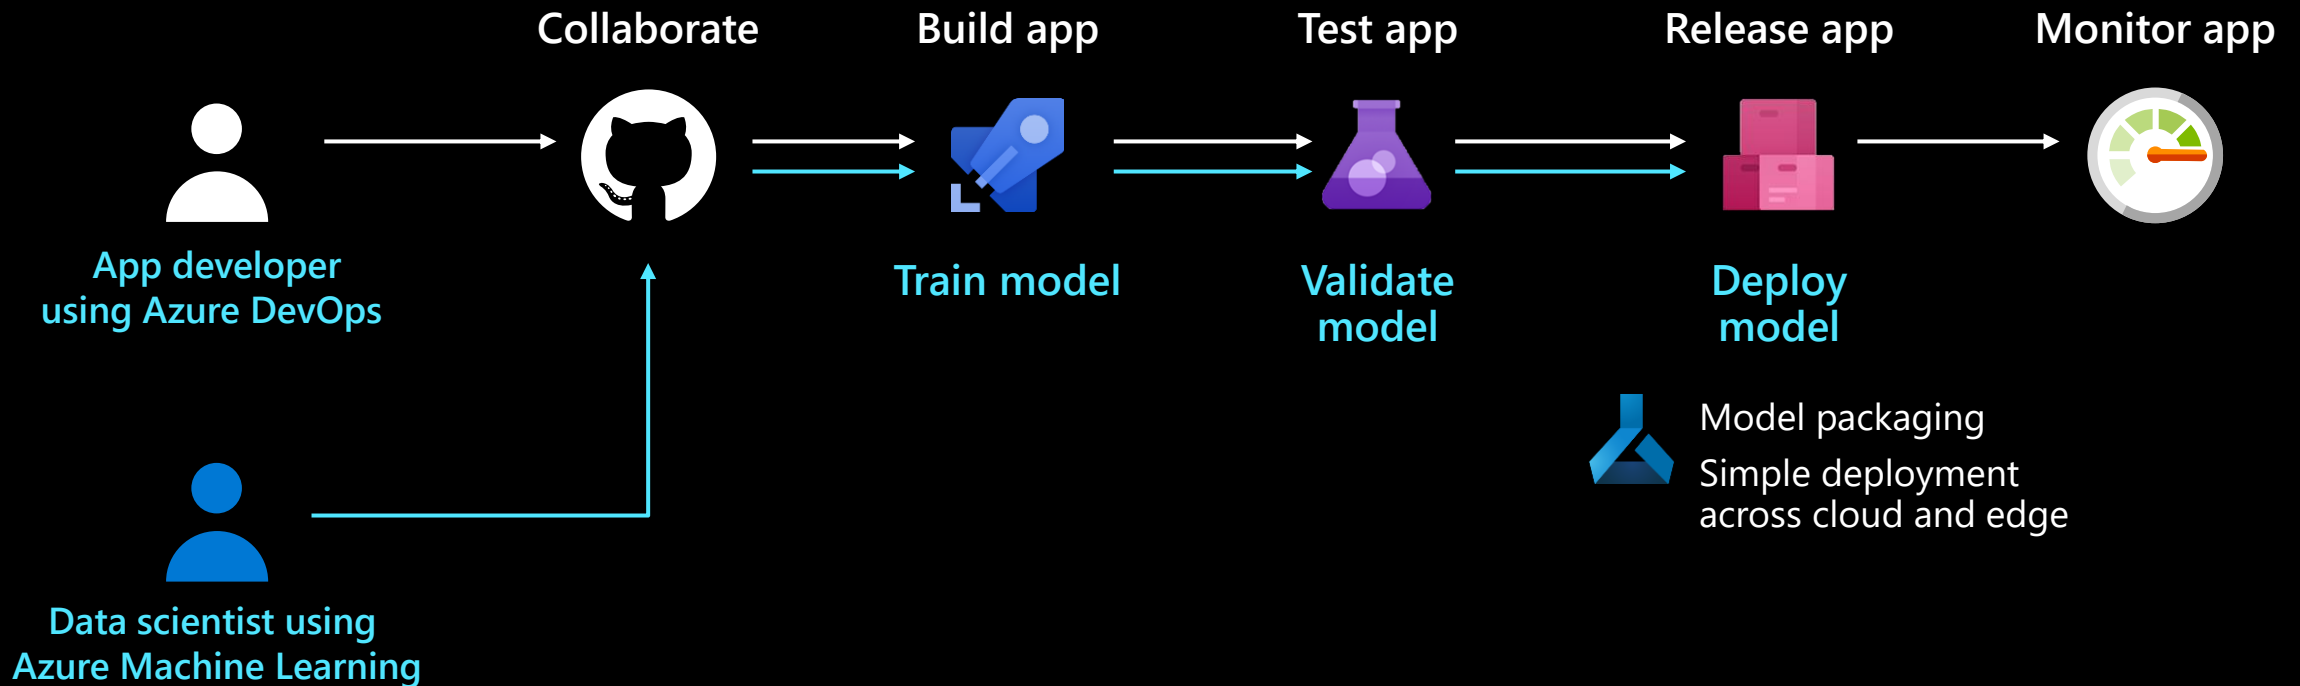 Collaborate
Build app
Test app
Release app
Monitor app
App developer
using Azure DevOps
Train model
Validate
model
Deploy
model
Model packaging
Simple deployment
across cloud and edge
Data scientist using
Azure Machine Learning